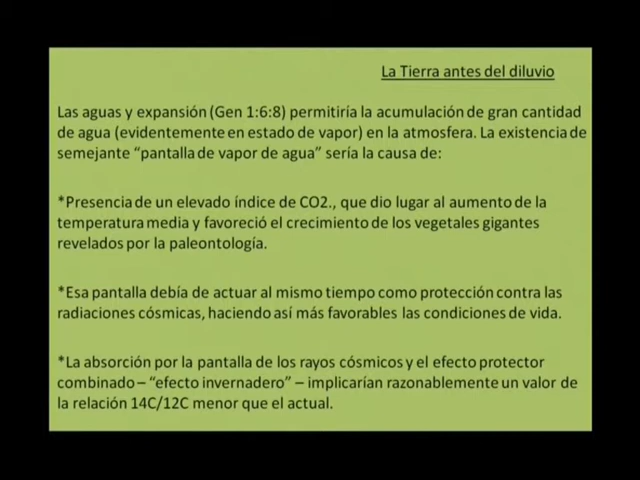 La Tierra antes del diluvio
Las aguas y expansión (Gen 1:6:8) permitiría la acumulación de gran cantidad
de agua (evidentemente en estado de vapor) en la atmosfera. La existencia de
semejante “pantalla de vapor de agua” sería la causa de:
*Presencia de un elevado índice de CO2., que dio lugar al aumento de la
temperatura media y favoreció el crecimiento de los vegetales gigantes
revelados por la paleontología.
*Esa pantalla debía de actuar al mismo tiempo como protección contra las
radiaciones cósmicas, haciendo así más favorables las condiciones de vida.
*La absorción por la pantalla de los rayos cósmicos y el efecto protector
combinado – “efecto invernadero” – implicarían razonablemente un valor de
la relación 14C/12C menor que el actual.